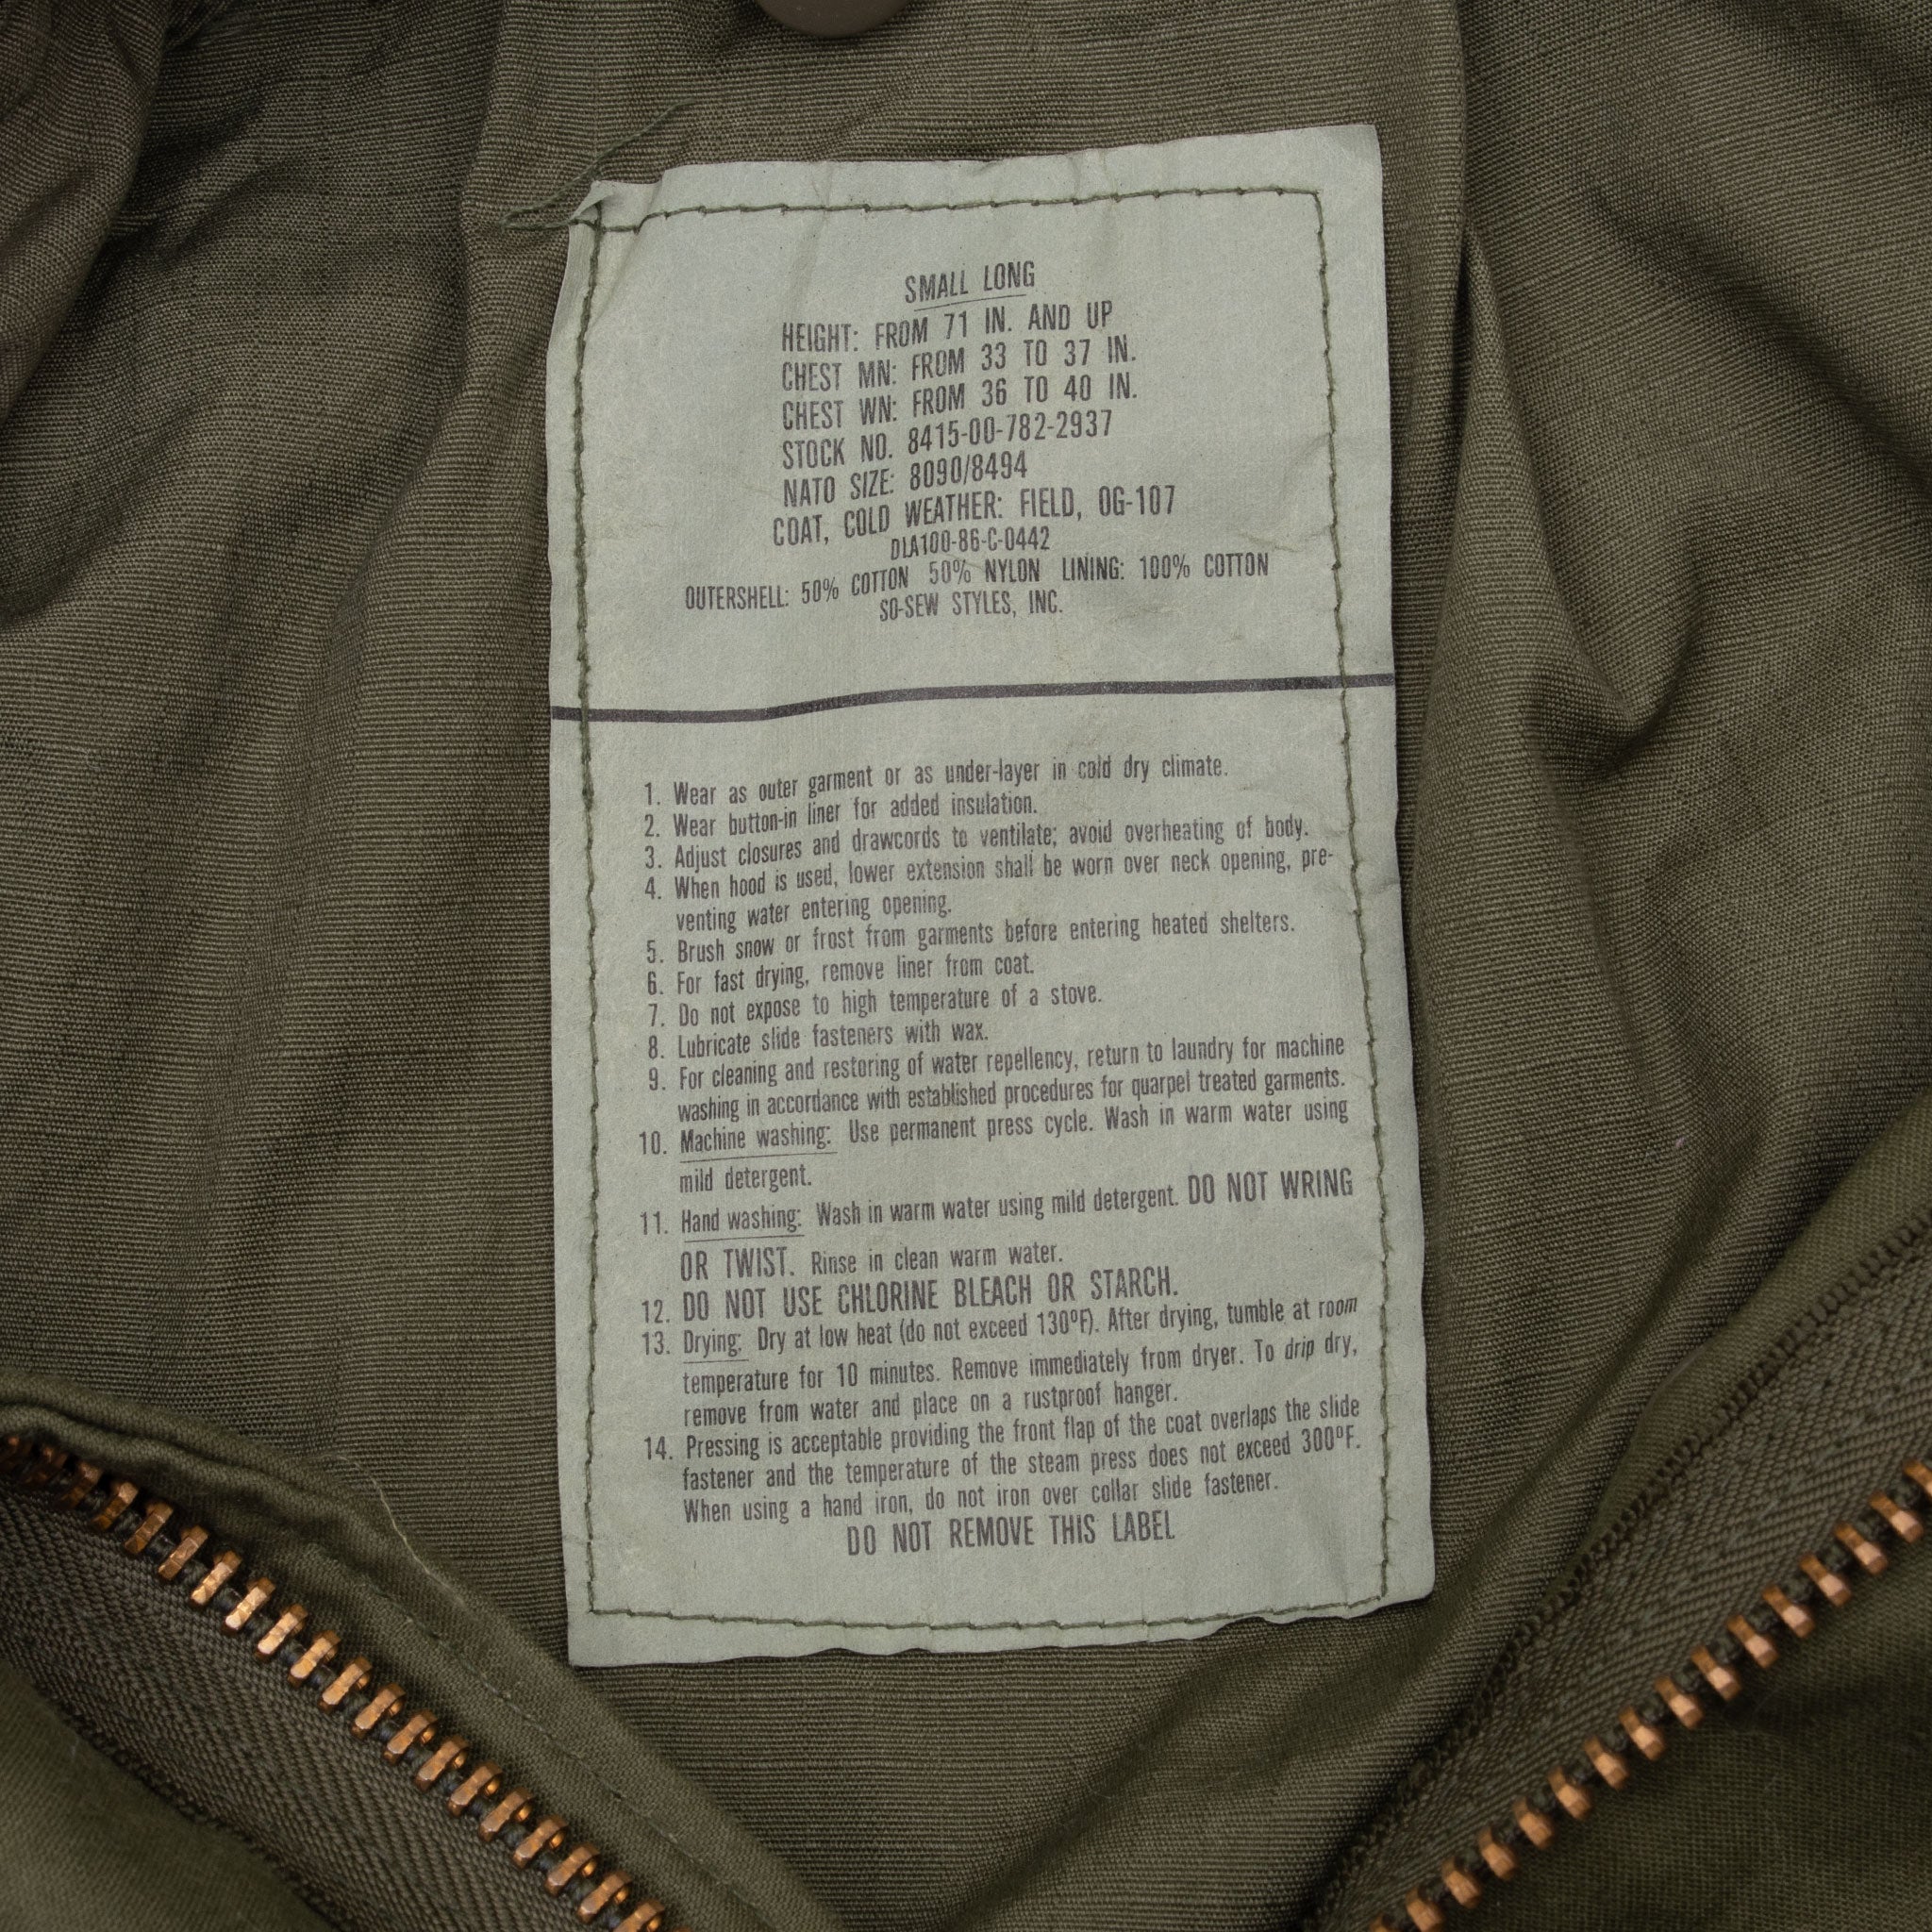 SMALL LONG
HEIGHT: FROM 71 IN. AND UP
CHEST MN: FROM 33 TO 37 IN.
CHEST WN: FROM 36 TO 40 IN.
STOCK NO. 8415-00-782-2937
NATO SIZE: 8090/8494
COAT, COLD WEATHER: FIELD, OG-107
DLA100-86-C-0442
OUTERSHELL: 50% COTTON 50% NYLON LINING: 100% COTTON
SO-SEW STYLES, INC.
1. Wear as outer garment or as under-layer in cold dry climate.
2. Wear button-in liner for added insulation.
3. Adjust closures and drawcords to ventilate; avoid overheating of body.
4. When hood is used, lower extension shall be worn over neck opening, pre-
venting water entering opening.
5. Brush snow or frost from garments before entering heated shelters.
6. For fast drying, remove liner from coat.
7. Do not expose to high temperature of a stove.
8. Lubricate slide fasteners with wax.
9. For cleaning and restoring of water repellency, return to laundry for machine
washing in accordance with established procedures for quarpel treated garments.
10. Machine washing: Use permanent press cycle. Wash in warm water using
mild detergent.
11. Hand washing: Wash in warm water using mild detergent. DO NOT WRING
OR TWIST. Rinse in clean warm water.
12. DO NOT USE CHLORINE BLEACH OR STARCH.
13. Drying: Dry at low heat (do not exceed 130ºF). After drying, tumble at room
temperature for 10 minutes. Remove immediately from dryer. To drip dry,
remove from water and place on a rustproof hanger.
14. Pressing is acceptable providing the front flap of the coat overlaps the slide
fastener and the temperature of the steam press does not exceed 300ºF.
When using a hand iron, do not iron over collar slide fastener.
DO NOT REMOVE THIS LABEL